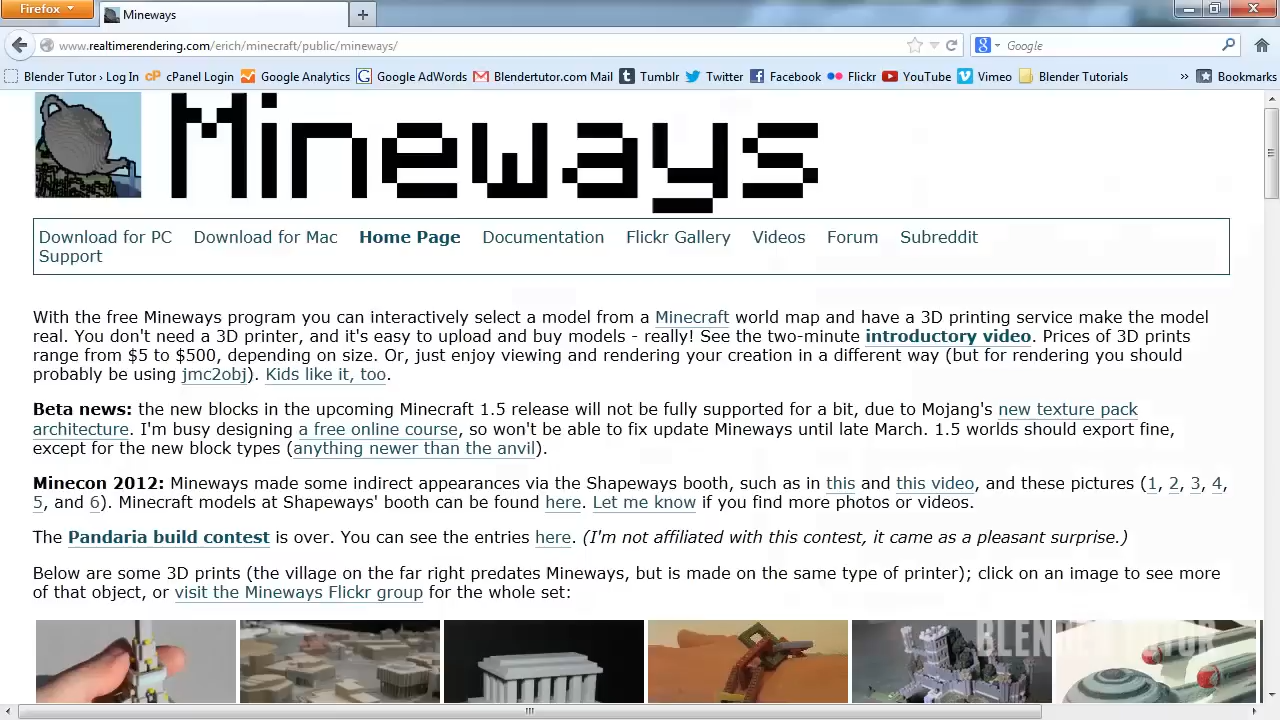 Firefox
Mineways
www.realtimerendering.com/erich/minecraft/public/mineways/
Google
Blender Tutor › Log In cPanel Login Google Analytics Google AdWords Blendertutor.com Mail Tumblr Twitter Facebook Flickr YouTube Vimeo Blender Tutorials » Bookmarks
Mineways
Download for PC Download for Mac Home Page Documentation Flickr Gallery Videos Forum Subreddit
Support
With the free Mineways program you can interactively select a model from a Minecraft world map and have a 3D printing service make the model
real. You don't need a 3D printer, and it's easy to upload and buy models - really! See the two-minute introductory video. Prices of 3D prints
range from $5 to $500, depending on size. Or, just enjoy viewing and rendering your creation in a different way (but for rendering you should
probably be using jmc2obj). Kids like it, too.
Beta news: the new blocks in the upcoming Minecraft 1.5 release will not be fully supported for a bit, due to Mojang's new texture pack
architecture. I'm busy designing a free online course, so won't be able to fix update Mineways until late March. 1.5 worlds should export fine,
except for the new block types (anything newer than the anvil).
Minecon 2012: Mineways made some indirect appearances via the Shapeways booth, such as in this and this video, and these pictures (1, 2, 3, 4,
5, and 6). Minecraft models at Shapeways' booth can be found here. Let me know if you find more photos or videos.
The Pandaria build contest is over. You can see the entries here. (I'm not affiliated with this contest, it came as a pleasant surprise.)
Below are some 3D prints (the village on the far right predates Mineways, but is made on the same type of printer); click on an image to see more
of that object, or visit the Mineways Flickr group for the whole set:
BLENDER TUTOR